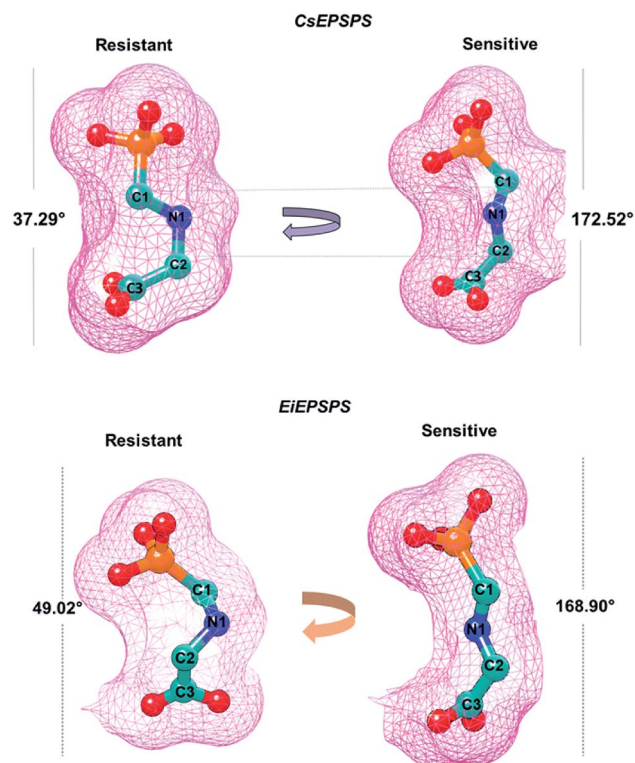 CsEPSPS
Resistant
Sensitive
C1
N1
C2
C3
37.29°
C1
N1
C2
C3
172.52°
EiEPSPS
Resistant
Sensitive
C1
N1
C2
C3
49.02°
C1
N1
C2
C3
168.90°